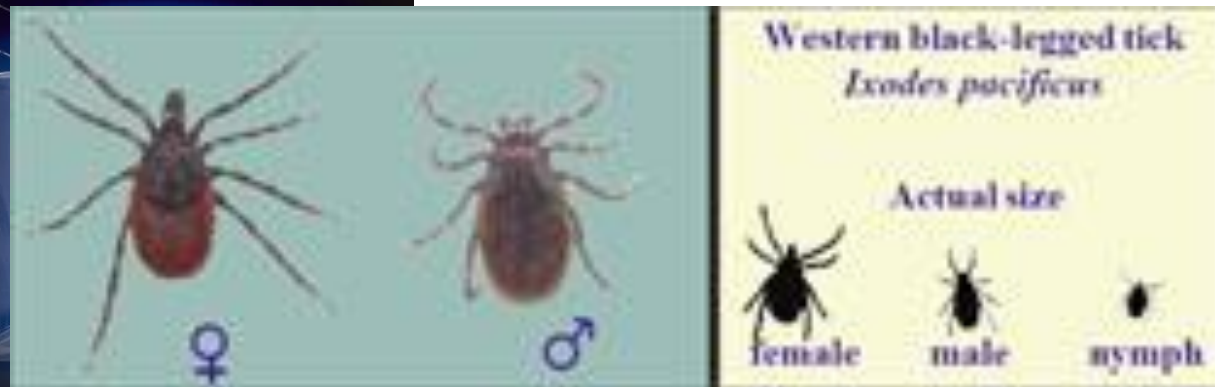 ♀
♂
Western black-legged tick
Ixodes pacificus
Actual size
female male nymph